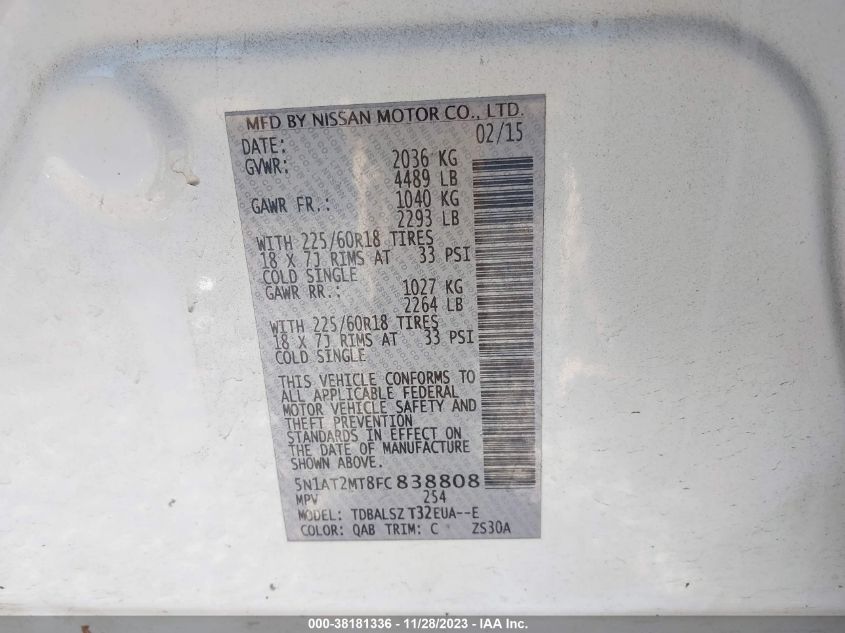 MFD BY NISSAN MOTOR CO., LTD.
DATE: 02/15
GVWR: 2036 KG
4489 LB
GAWR FR.: 1040 KG
2293 LB
WITH 225/60R18 TIRES
18 X 7J RIMS AT 33 PSI
COLD SINGLE
GAWR RR.: 1027 KG
2264 LB
WITH 225/60R18 TIRES
18 X 7J RIMS AT 33 PSI
COLD SINGLE
THIS VEHICLE CONFORMS TO
ALL APPLICABLE FEDERAL
MOTOR VEHICLE SAFETY AND
THEFT PREVENTION
STANDARDS IN EFFECT ON
THE DATE OF MANUFACTURE
SHOWN ABOVE.
5N1AT2MT8FC838808
MPV 254
MODEL: TDBALSZ T32EUA--E
COLOR: QAB TRIM: C ZS30A
000-38181336 - 11/28/2023 - IAA Inc.